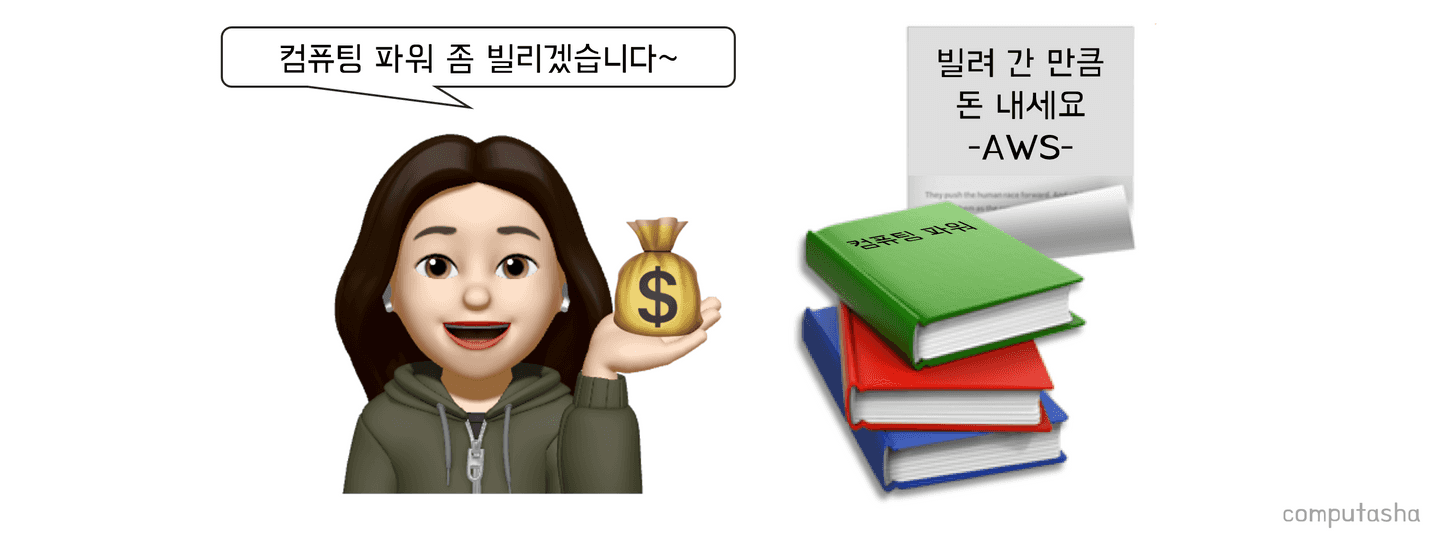 컴퓨팅 파워 좀 빌리겠습니다~
빌려 간 만큼
돈 내세요
-AWS-
They push the human race forward. And
$
컴퓨팅 파워
computasha